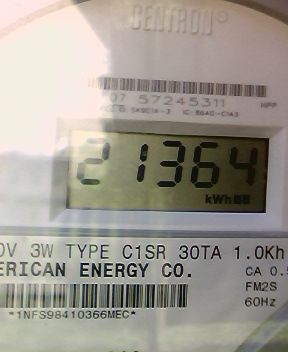 CENTRON®
07 57245311
21364
kWh
0V 3W TYPE C1SR 30TA 1.0Kh
ERICAN ENERGY CO.
CA 0.5
FM2S
60Hz
*1NFS98410366MEC*